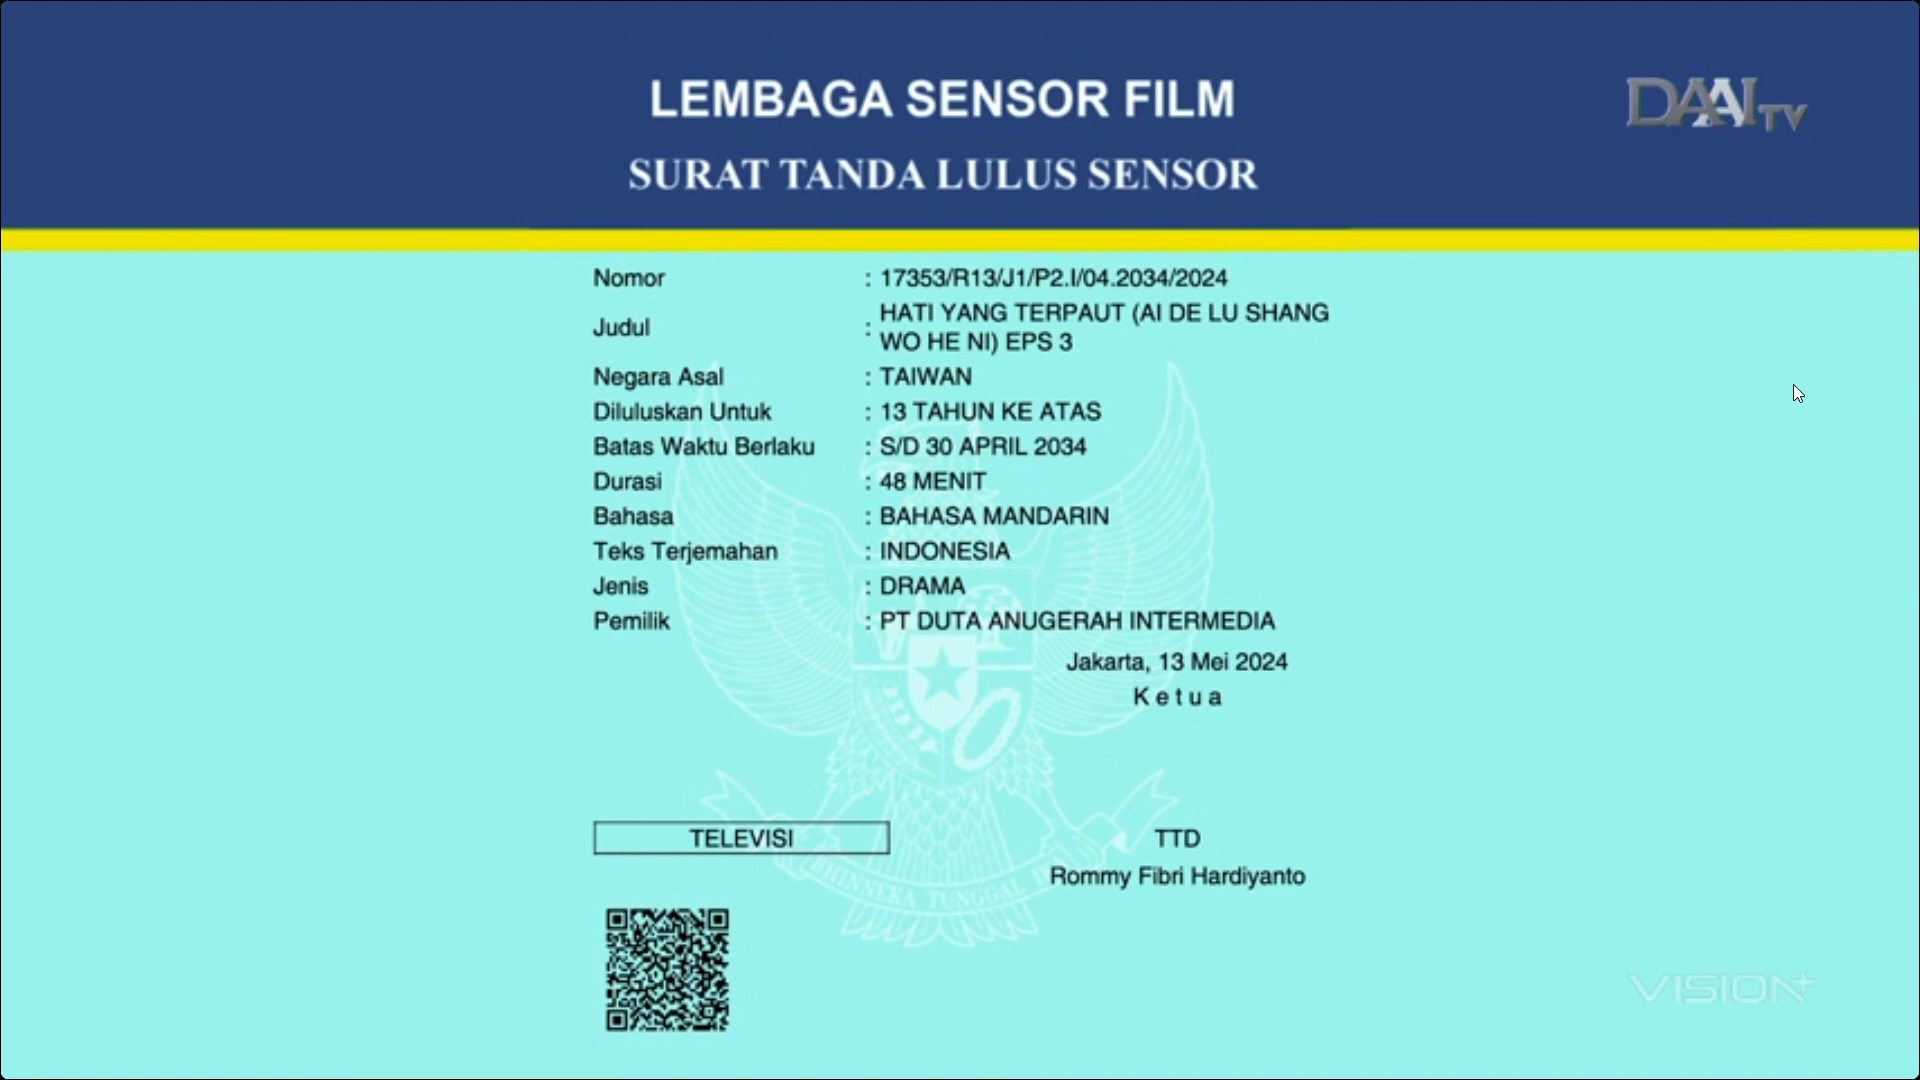 LEMBAGA SENSOR FILM
DAAI TV
SURAT TANDA LULUS SENSOR
Nomor : 17353/R13/J1/P2.I/04.2034/2024
Judul : HATI YANG TERPAUT (AI DE LU SHANG
WO HE NI) EPS 3
Negara Asal : TAIWAN
Diluluskan Untuk : 13 TAHUN KE ATAS
Batas Waktu Berlaku : S/D 30 APRIL 2034
Durasi : 48 MENIT
Bahasa : BAHASA MANDARIN
Teks Terjemahan : INDONESIA
Jenis : DRAMA
Pemilik : PT DUTA ANUGERAH INTERMEDIA
Jakarta, 13 Mei 2024
K e t u a
TELEVISI
TTD
Rommy Fibri Hardiyanto
BHINNEKA TUNGGAL
VISION+